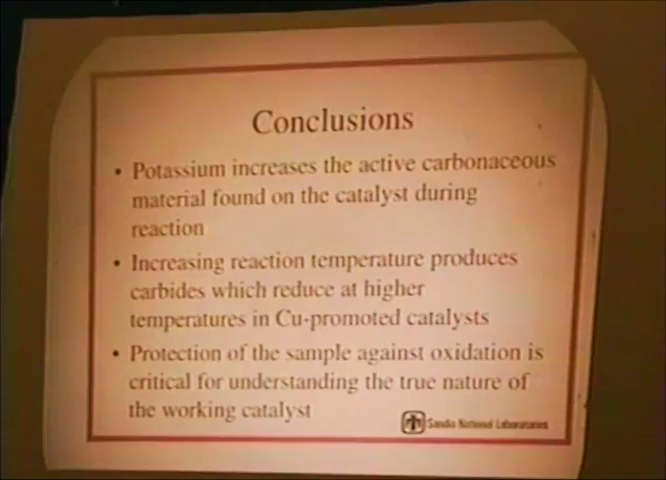 Conclusions
• Potassium increases the active carbonaceous
material found on the catalyst during
reaction
• Increasing reaction temperature produces
carbides which reduce at higher
temperatures in Cu-promoted catalysts
• Protection of the sample against oxidation is
critical for understanding the true nature of
the working catalyst
Sandia National Laboratories